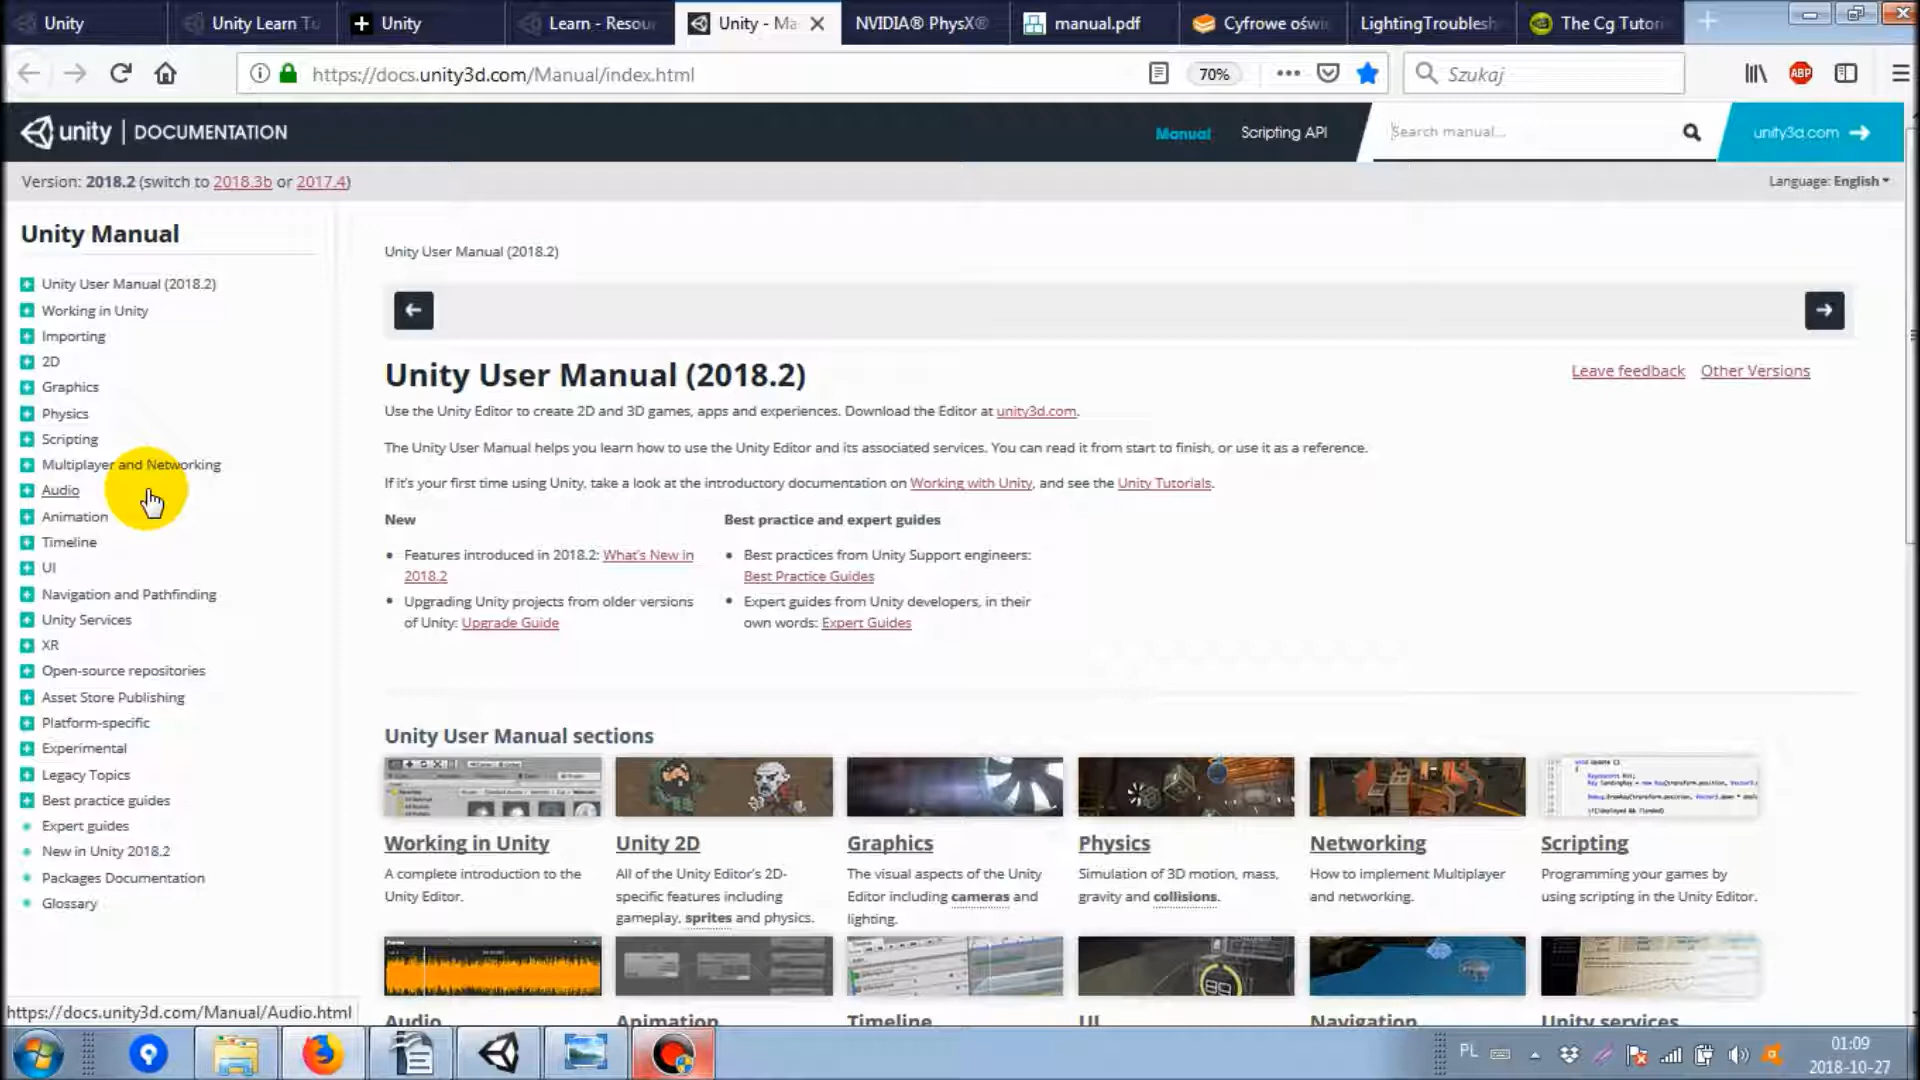 Unity
Unity Learn Tu
Unity
Learn - Resou
Unity - Ma
NVIDIA® PhysX®
manual.pdf
Cyfrowe oświ
LightingTroublesh
The Cg Tutor
https://docs.unity3d.com/Manual/index.html
70%
Szukaj
ABP
unity | DOCUMENTATION
Manual
Scripting API
Search manual...
unity3d.com
Version: 2018.2 (switch to 2018.3b or 2017.4)
Language: English
Unity Manual
Unity User Manual (2018.2)
Working in Unity
Importing
2D
Graphics
Physics
Scripting
Multiplayer and Networking
Audio
Animation
Timeline
UI
Navigation and Pathfinding
Unity Services
XR
Open-source repositories
Asset Store Publishing
Platform-specific
Experimental
Legacy Topics
Best practice guides
Expert guides
New in Unity 2018.2
Packages Documentation
Glossary
Unity User Manual (2018.2)
Unity User Manual (2018.2)
Leave feedback
Other Versions
Use the Unity Editor to create 2D and 3D games, apps and experiences. Download the Editor at unity3d.com.
The Unity User Manual helps you learn how to use the Unity Editor and its associated services. You can read it from start to finish, or use it as a reference.
If it's your first time using Unity, take a look at the introductory documentation on Working with Unity, and see the Unity Tutorials.
New
Features introduced in 2018.2: What's New in
2018.2
Upgrading Unity projects from older versions
of Unity: Upgrade Guide
Best practice and expert guides
Best practices from Unity Support engineers:
Best Practice Guides
Expert guides from Unity developers, in their
own words: Expert Guides
Unity User Manual sections
Working in Unity
A complete introduction to the
Unity Editor.
Unity 2D
All of the Unity Editor's 2D-
specific features including
gameplay, sprites and physics.
Graphics
The visual aspects of the Unity
Editor including cameras and
lighting.
Physics
Simulation of 3D motion, mass,
gravity and collisions.
Networking
How to implement Multiplayer
and networking.
Scripting
Programming your games by
using scripting in the Unity Editor.
89
Audio
Animation
Timeline
UI
Navigation
Unity services
https://docs.unity3d.com/Manual/Audio.html
PL
01:09
2018-10-27